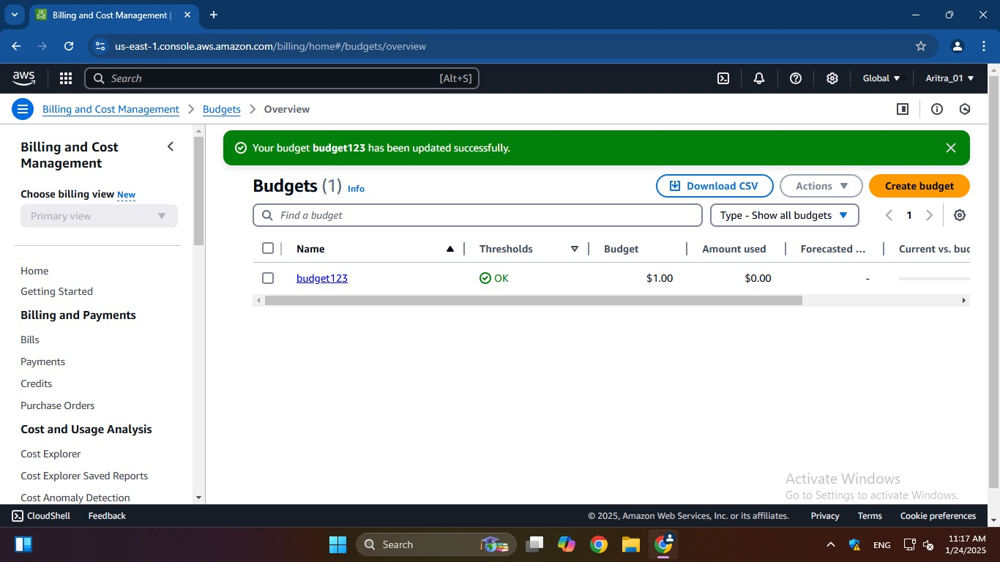 Billing and Cost Management |
us-east-1.console.aws.amazon.com/billing/home#/budgets/overview
aws
Search [Alt+S]
Global
Aritra_01
Billing and Cost Management > Budgets > Overview
Billing and Cost
Management
Choose billing view New
Primary view
Home
Getting Started
Billing and Payments
Bills
Payments
Credits
Purchase Orders
Cost and Usage Analysis
Cost Explorer
Cost Explorer Saved Reports
Cost Anomaly Detection
Your budget budget123 has been updated successfully.
Budgets (1) Info
Download CSV
Actions
Create budget
Find a budget
Type - Show all budgets
1
Name Thresholds Budget Amount used Forecasted ... Current vs. buc
budget123 OK $1.00 $0.00 -
Activate Windows
Go to Settings to activate Windows.
CloudShell Feedback © 2025, Amazon Web Services, Inc. or its affiliates. Privacy Terms Cookie preferences
Search
ENG
11:17 AM
1/24/2025